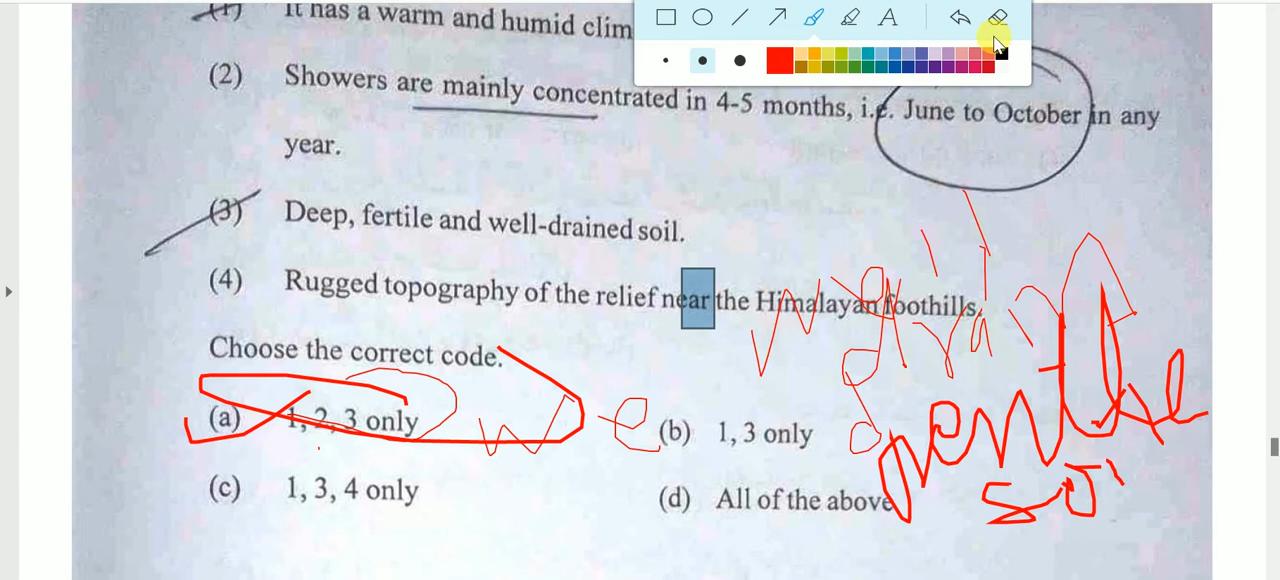 (1) It has a warm and humid clim
(2) Showers are mainly concentrated in 4-5 months, i.e. June to October in any
year.
(3) Deep, fertile and well-drained soil.
(4) Rugged topography of the relief near the Himalayan foothills.
Choose the correct code.
(a) 1, 2, 3 only
(b) 1, 3 only
(c) 1, 3, 4 only
(d) All of the above
we